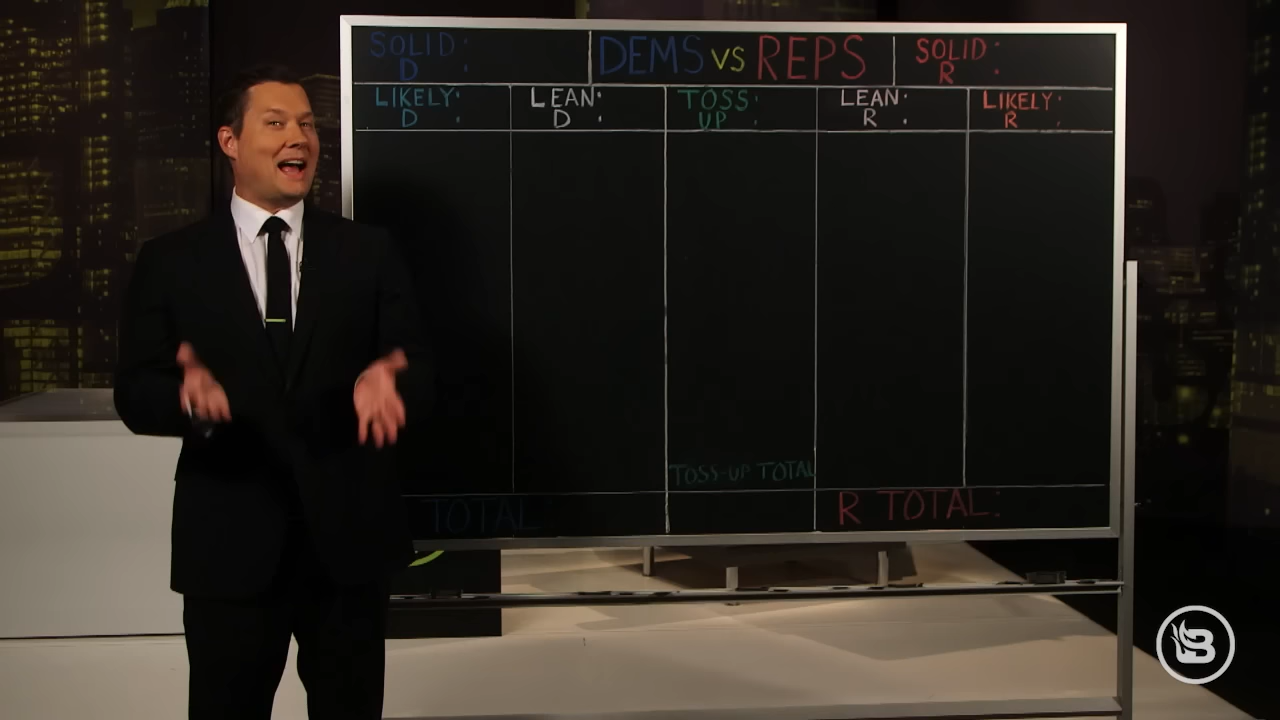 SOLID:
D :
DEMS VS REPS
SOLID:
R :
LIKELY:
D :
LEAN:
D :
TOSS:
UP :
LEAN:
R :
LIKELY:
R :
TOSS-UP TOTAL
TOTAL:
R TOTAL:
B